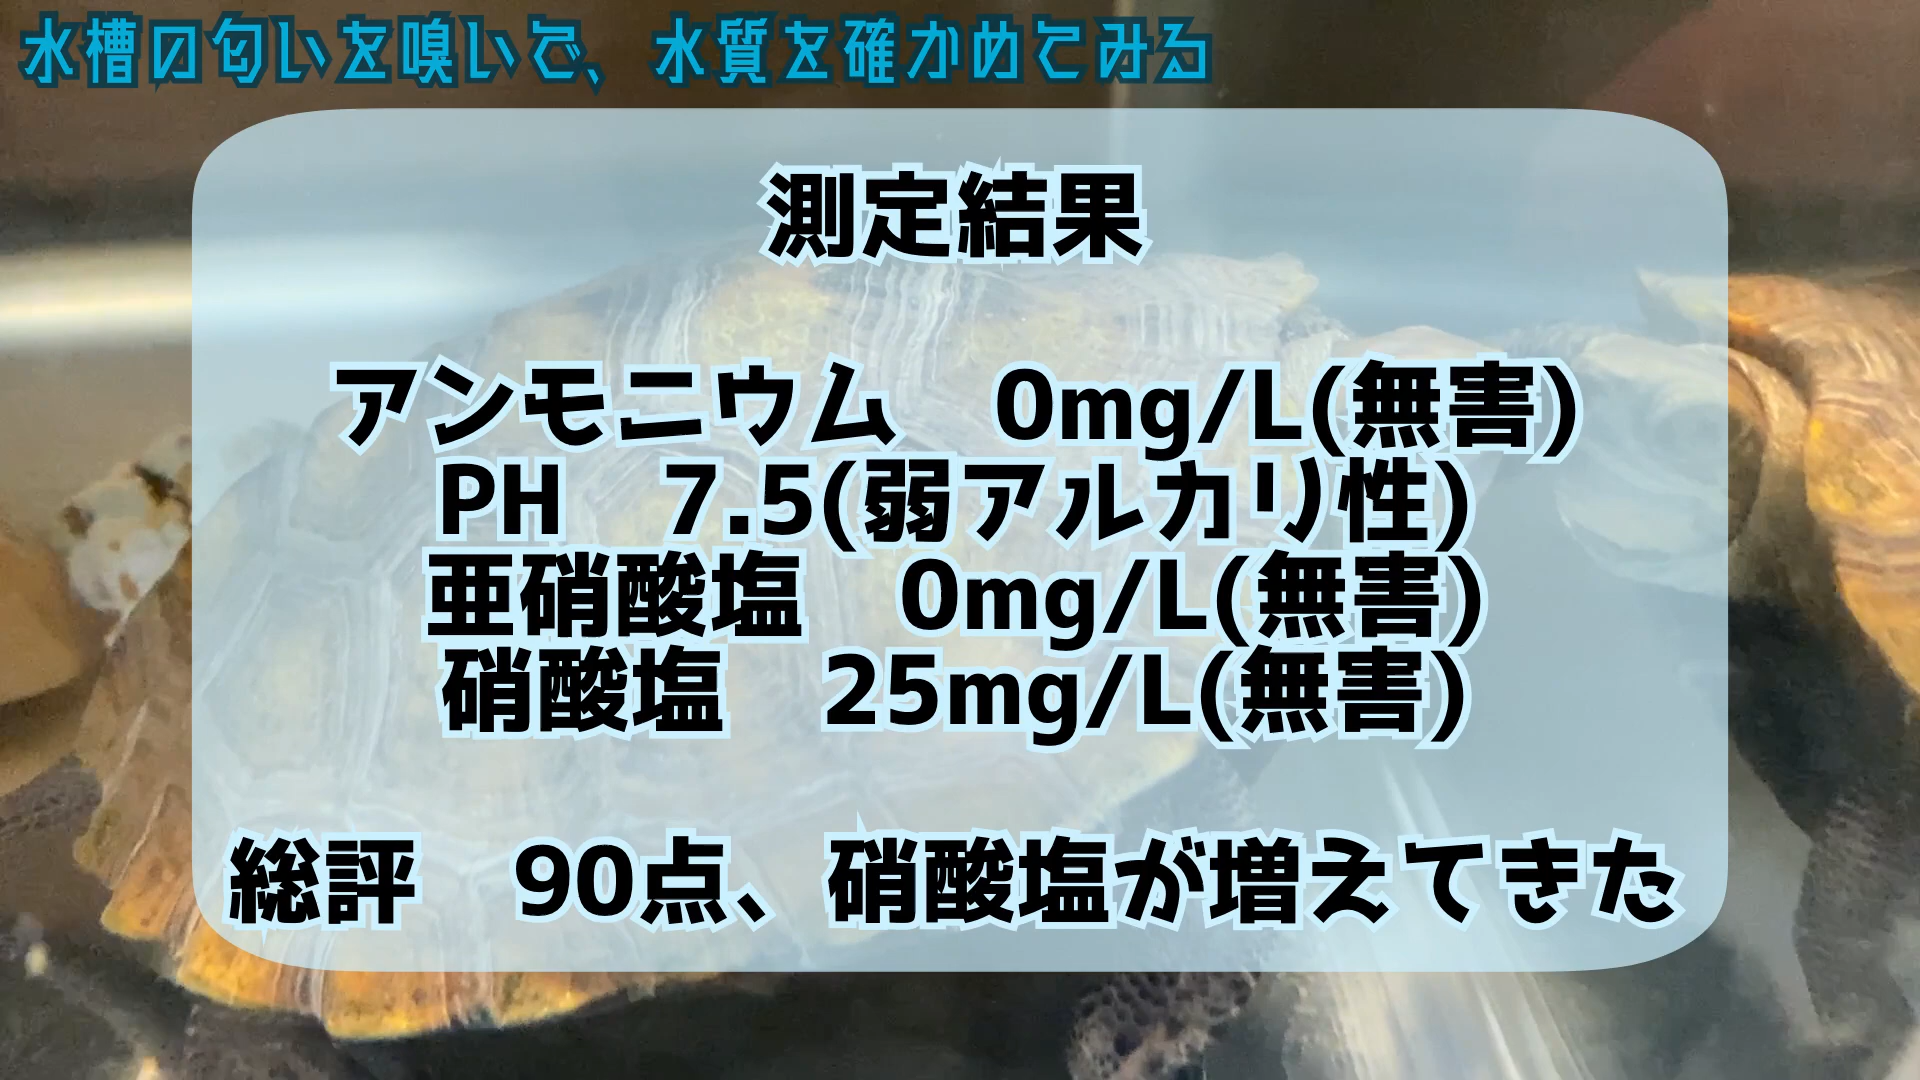 水槽の匂いを嗅いで、水質を確かめてみる
測定結果
アンモニウム　0mg/L(無害)
PH　7.5(弱アルカリ性)
亜硝酸塩　0mg/L(無害)
硝酸塩　25mg/L(無害)
総評　90点、硝酸塩が増えてきた